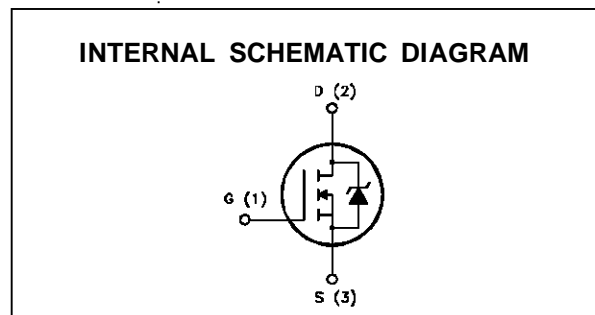 INTERNAL SCHEMATIC DIAGRAM
D (2)
G (1)
S (3)